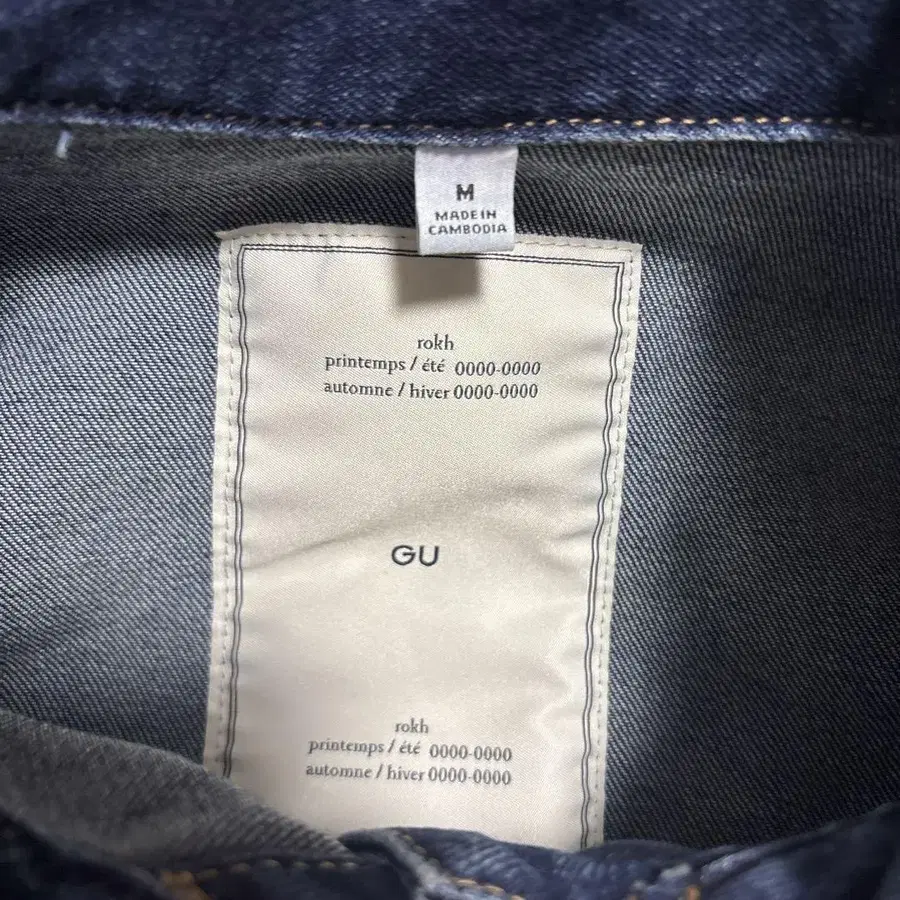 M
MADE IN
CAMBODIA
rokh
printemps / été 0000-0000
automne / hiver 0000-0000
GU
rokh
printemps / été 0000-0000
automne / hiver 0000-0000